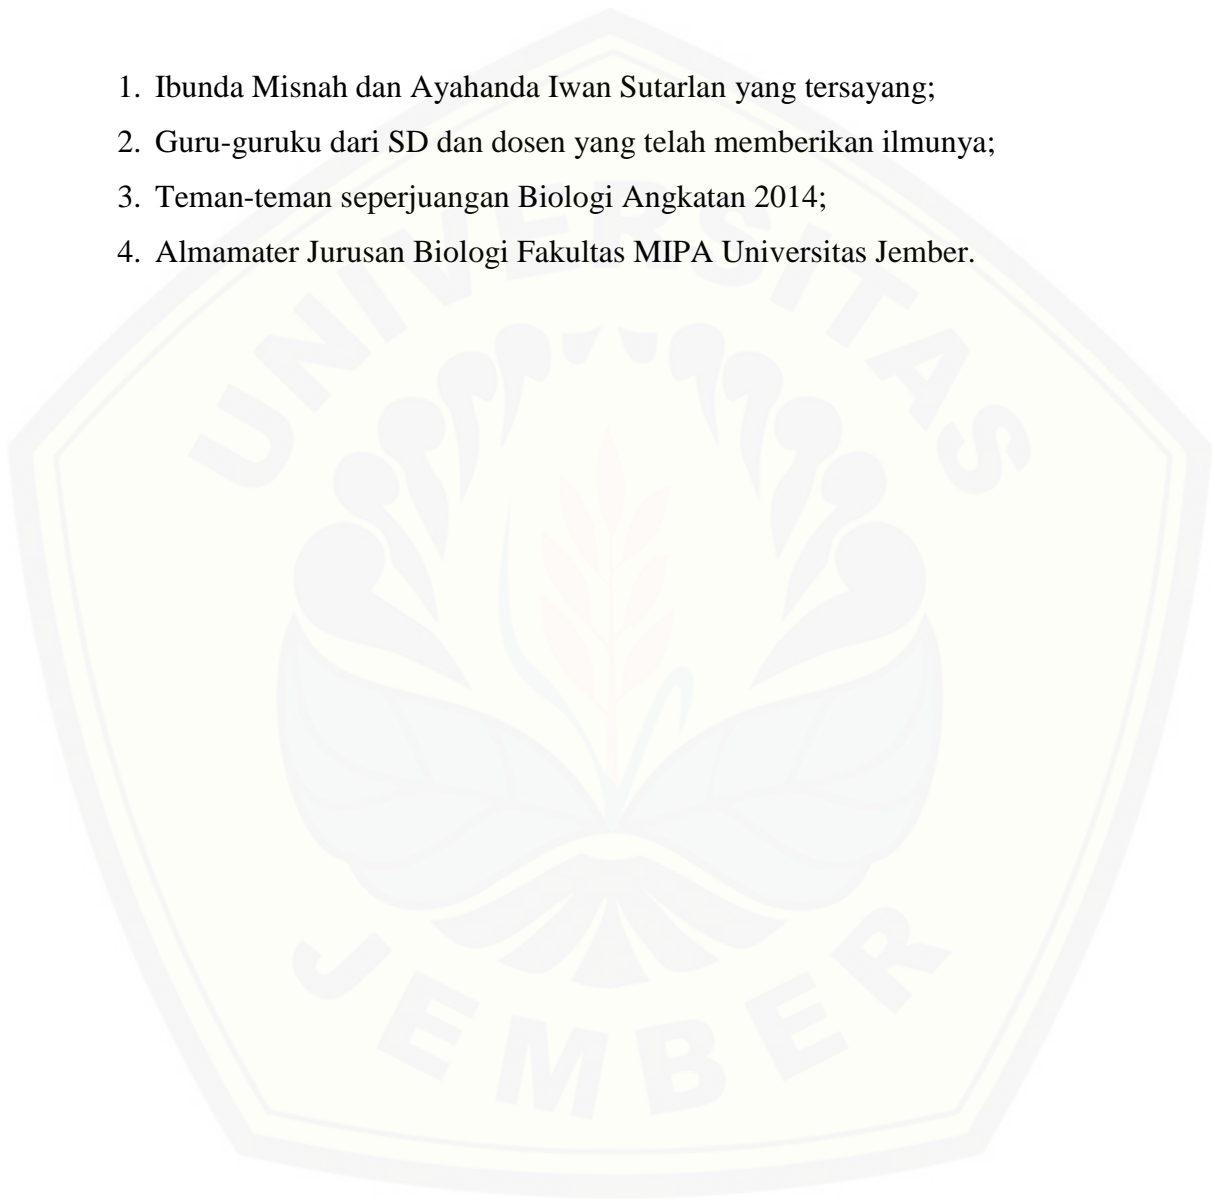 1. Ibunda Misnah dan Ayahanda Iwan Sutarlan yang tersayang;
2. Guru-guruku dari SD dan dosen yang telah memberikan ilmunya;
3. Teman-teman seperjuangan Biologi Angkatan 2014;
4. Almamater Jurusan Biologi Fakultas MIPA Universitas Jember.
UNIVERSITAS
JEMBER